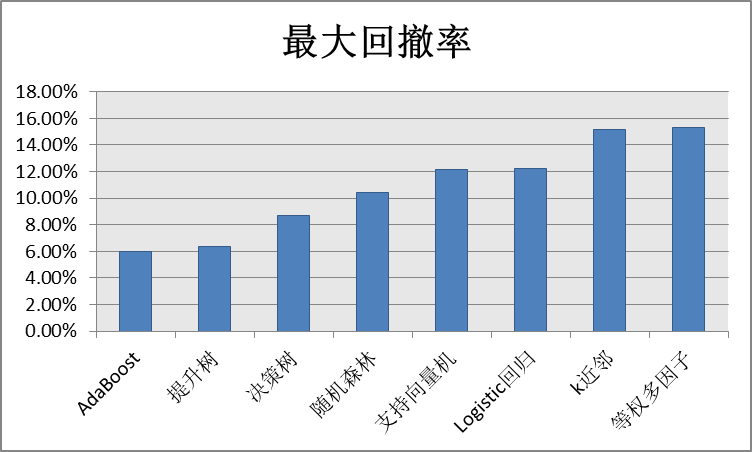 最大回撤率
18.00%
16.00%
14.00%
12.00%
10.00%
8.00%
6.00%
4.00%
2.00%
0.00%
AdaBoost
提升树
决策树
随机森林
支持向量机
Logistic回归
k近邻
等权多因子